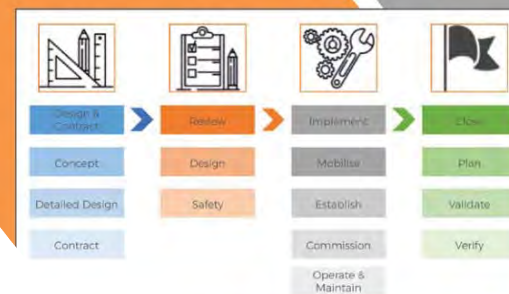 Design &
Contract
Review
Implement
Close
Concept
Design
Mobilise
Plan
Detailed Design
Safety
Establish
Validate
Contract
Commission
Verify
Operate &
Maintain